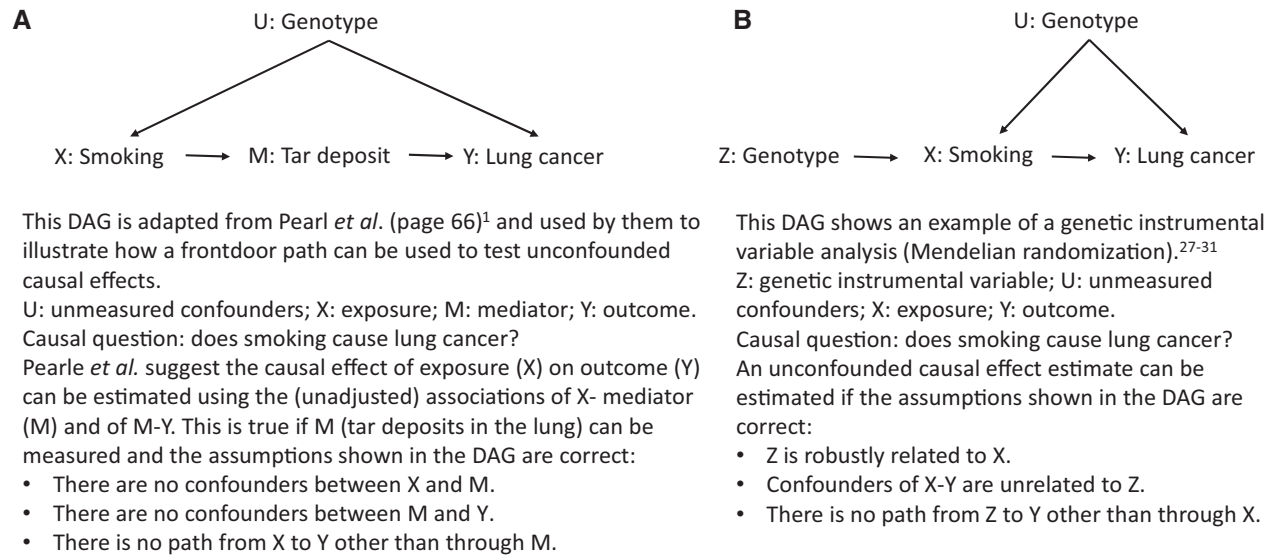 A
U: Genotype
X: Smoking
M: Tar deposit
Y: Lung cancer
This DAG is adapted from Pearl et al. (page 66)1 and used by them to
illustrate how a frontdoor path can be used to test unconfounded
causal effects.
U: unmeasured confounders; X: exposure; M: mediator; Y: outcome.
Causal question: does smoking cause lung cancer?
Pearle et al. suggest the causal effect of exposure (X) on outcome (Y)
can be estimated using the (unadjusted) associations of X- mediator
(M) and of M-Y. This is true if M (tar deposits in the lung) can be
measured and the assumptions shown in the DAG are correct:
• There are no confounders between X and M.
• There are no confounders between M and Y.
• There is no path from X to Y other than through M.
B
U: Genotype
Z: Genotype
X: Smoking
Y: Lung cancer
This DAG shows an example of a genetic instrumental
variable analysis (Mendelian randomization).27-31
Z: genetic instrumental variable; U: unmeasured
confounders; X: exposure; Y: outcome.
Causal question: does smoking cause lung cancer?
An unconfounded causal effect estimate can be
estimated if the assumptions shown in the DAG are
correct:
• Z is robustly related to X.
• Confounders of X-Y are unrelated to Z.
• There is no path from Z to Y other than through X.